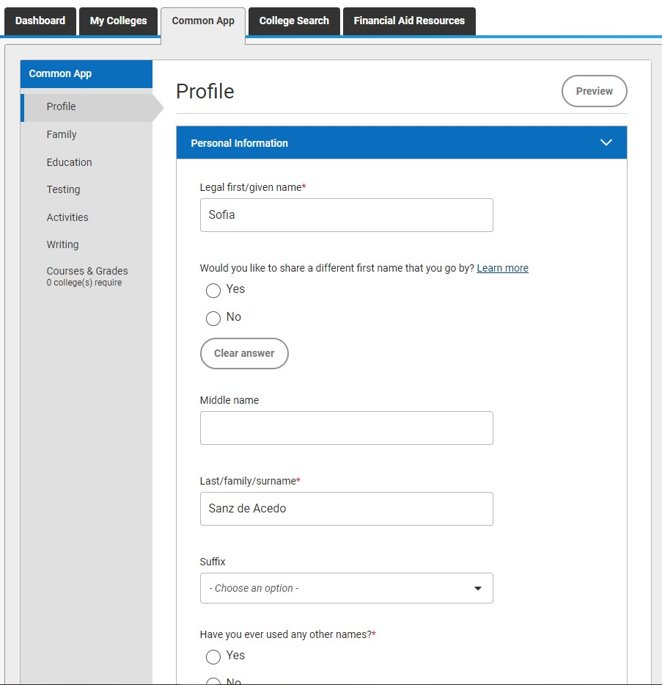 Dashboard
My Colleges
Common App
College Search
Financial Aid Resources
Common App
Profile
Family
Education
Testing
Activities
Writing
Courses & Grades
0 college(s) require
Profile
Preview
Personal Information
Legal first/given name*
Sofia
Would you like to share a different first name that you go by? Learn more
Yes
No
Clear answer
Middle name
Last/family/surname*
Sanz de Acedo
Suffix
- Choose an option -
Have you ever used any other names?*
Yes
No